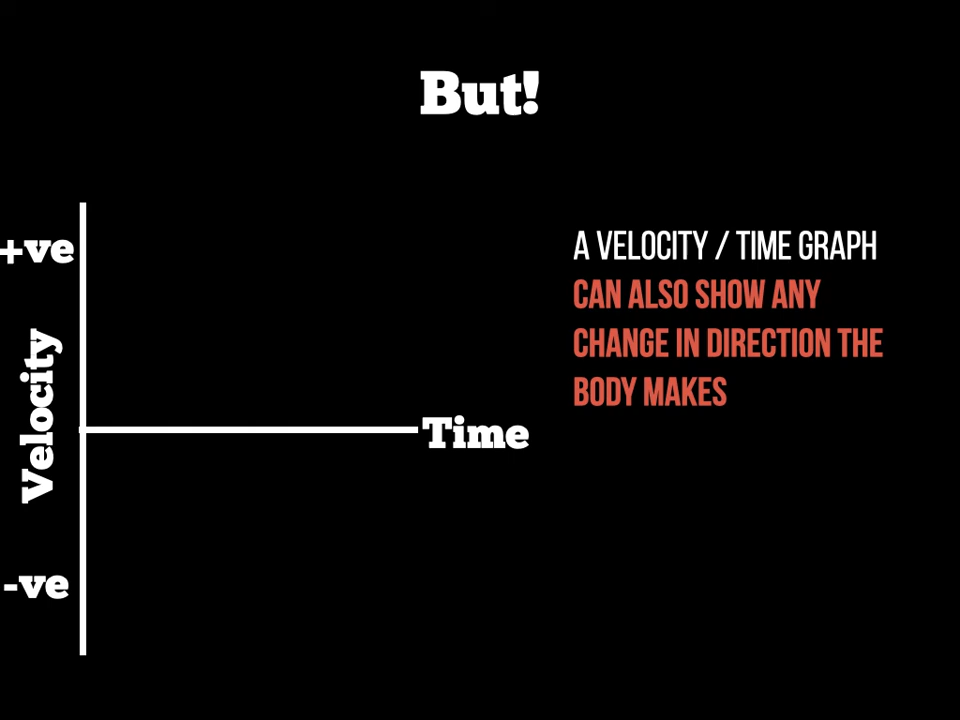 But!
+ve
Velocity
-ve
Time
A VELOCITY / TIME GRAPH
CAN ALSO SHOW ANY
CHANGE IN DIRECTION THE
BODY MAKES